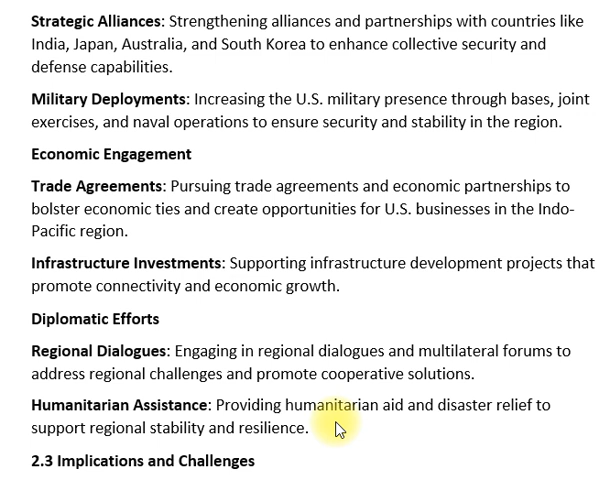 Strategic Alliances: Strengthening alliances and partnerships with countries like
India, Japan, Australia, and South Korea to enhance collective security and
defense capabilities.
Military Deployments: Increasing the U.S. military presence through bases, joint
exercises, and naval operations to ensure security and stability in the region.
Economic Engagement
Trade Agreements: Pursuing trade agreements and economic partnerships to
bolster economic ties and create opportunities for U.S. businesses in the Indo-
Pacific region.
Infrastructure Investments: Supporting infrastructure development projects that
promote connectivity and economic growth.
Diplomatic Efforts
Regional Dialogues: Engaging in regional dialogues and multilateral forums to
address regional challenges and promote cooperative solutions.
Humanitarian Assistance: Providing humanitarian aid and disaster relief to
support regional stability and resilience.
2.3 Implications and Challenges